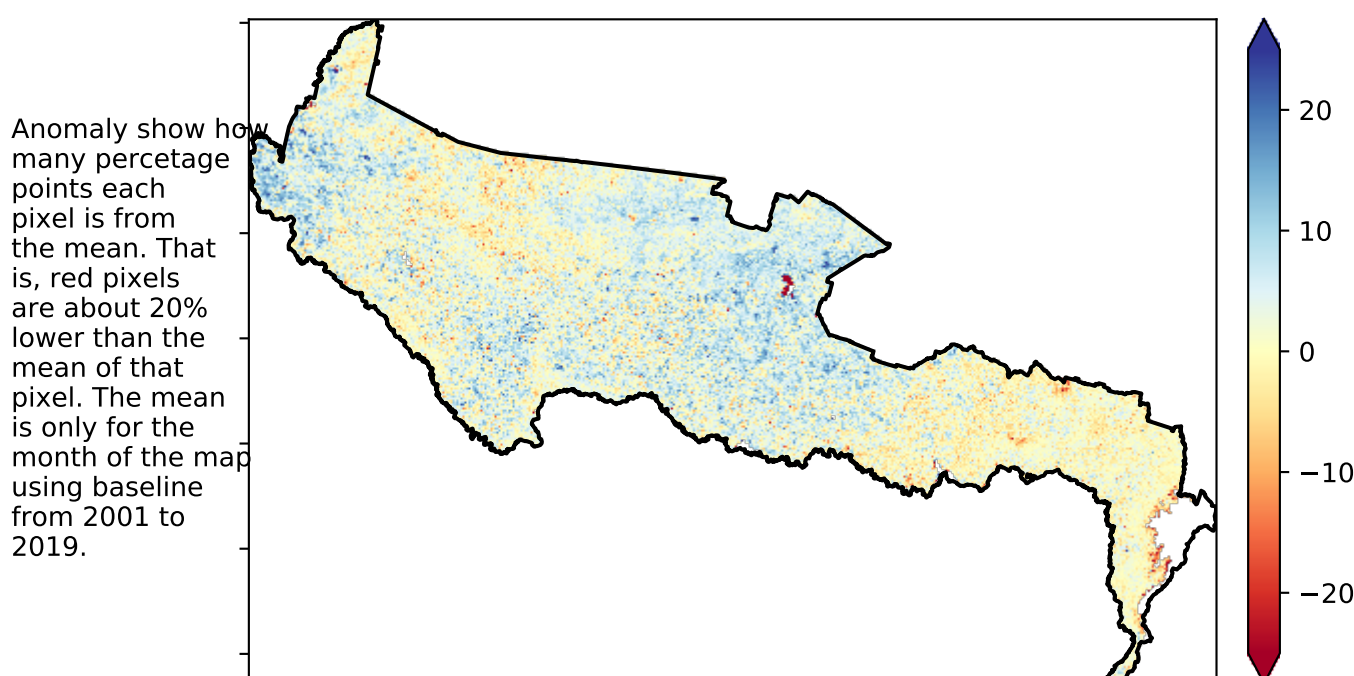 Anomaly show how
many percetage
points each
pixel is from
the mean. That
is, red pixels
are about 20%
lower than the
mean of that
pixel. The mean
is only for the
month of the map
using baseline
from 2001 to
2019.
20
10
0
−10
−20